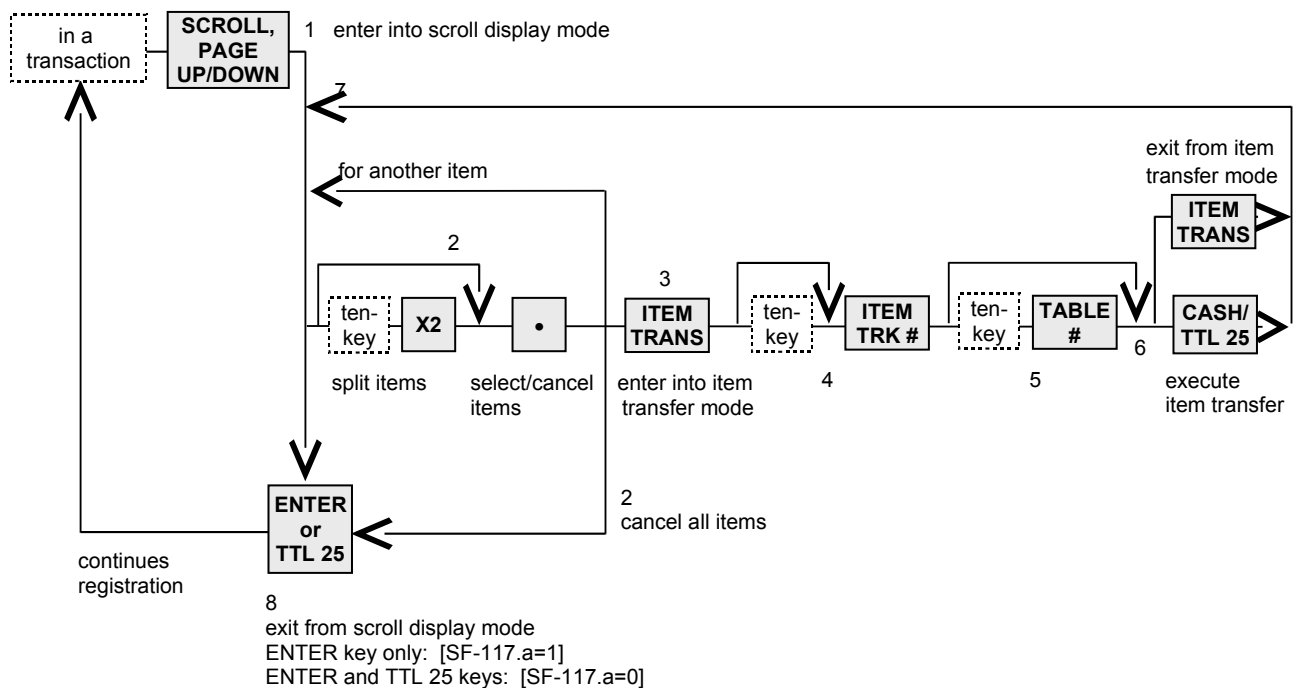 in a
transaction
SCROLL,
PAGE
UP/DOWN
1 enter into scroll display mode
7
for another item
exit from item
transfer mode
ITEM
TRANS
2
ten-
key
X2
•
split items
select/cancel
items
3
ITEM
TRANS
enter into item
transfer mode
ten-
key
ITEM
TRK #
4
ten-
key
TABLE
#
5
6
CASH/
TTL 25
execute
item transfer
2
cancel all items
ENTER
or
TTL 25
continues
registration
8
exit from scroll display mode
ENTER key only: [SF-117.a=1]
ENTER and TTL 25 keys: [SF-117.a=0]